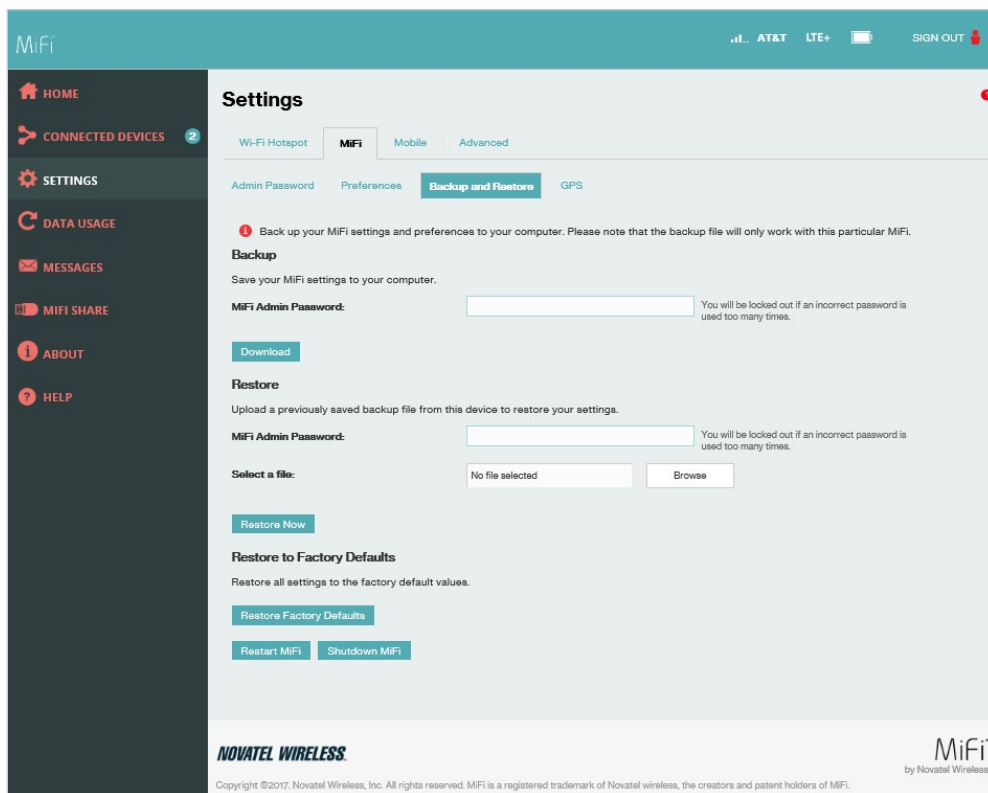 MiFi
AT&T LTE+ SIGN OUT
HOME
CONNECTED DEVICES 2
SETTINGS
DATA USAGE
MESSAGES
MIFI SHARE
ABOUT
HELP
Settings
Wi-Fi Hotspot MiFi Mobile Advanced
Admin Password Preferences Backup and Restore GPS
Back up your MiFi settings and preferences to your computer. Please note that the backup file will only work with this particular MiFi.
Backup
Save your MiFi settings to your computer.
MiFi Admin Password:
You will be locked out if an incorrect password is
used too many times.
Download
Restore
Upload a previously saved backup file from this device to restore your settings.
MiFi Admin Password:
You will be locked out if an incorrect password is
used too many times.
Select a file: No file selected Browse
Restore Now
Restore to Factory Defaults
Restore all settings to the factory default values.
Restore Factory Defaults
Restart MiFi Shutdown MiFi
NOVATEL WIRELESS.
MiFi
by Novatel Wireless
Copyright ©2017. Novatel Wireless, Inc. All rights reserved. MiFi is a registered trademark of Novatel wireless, the creators and patent holders of MiFi.